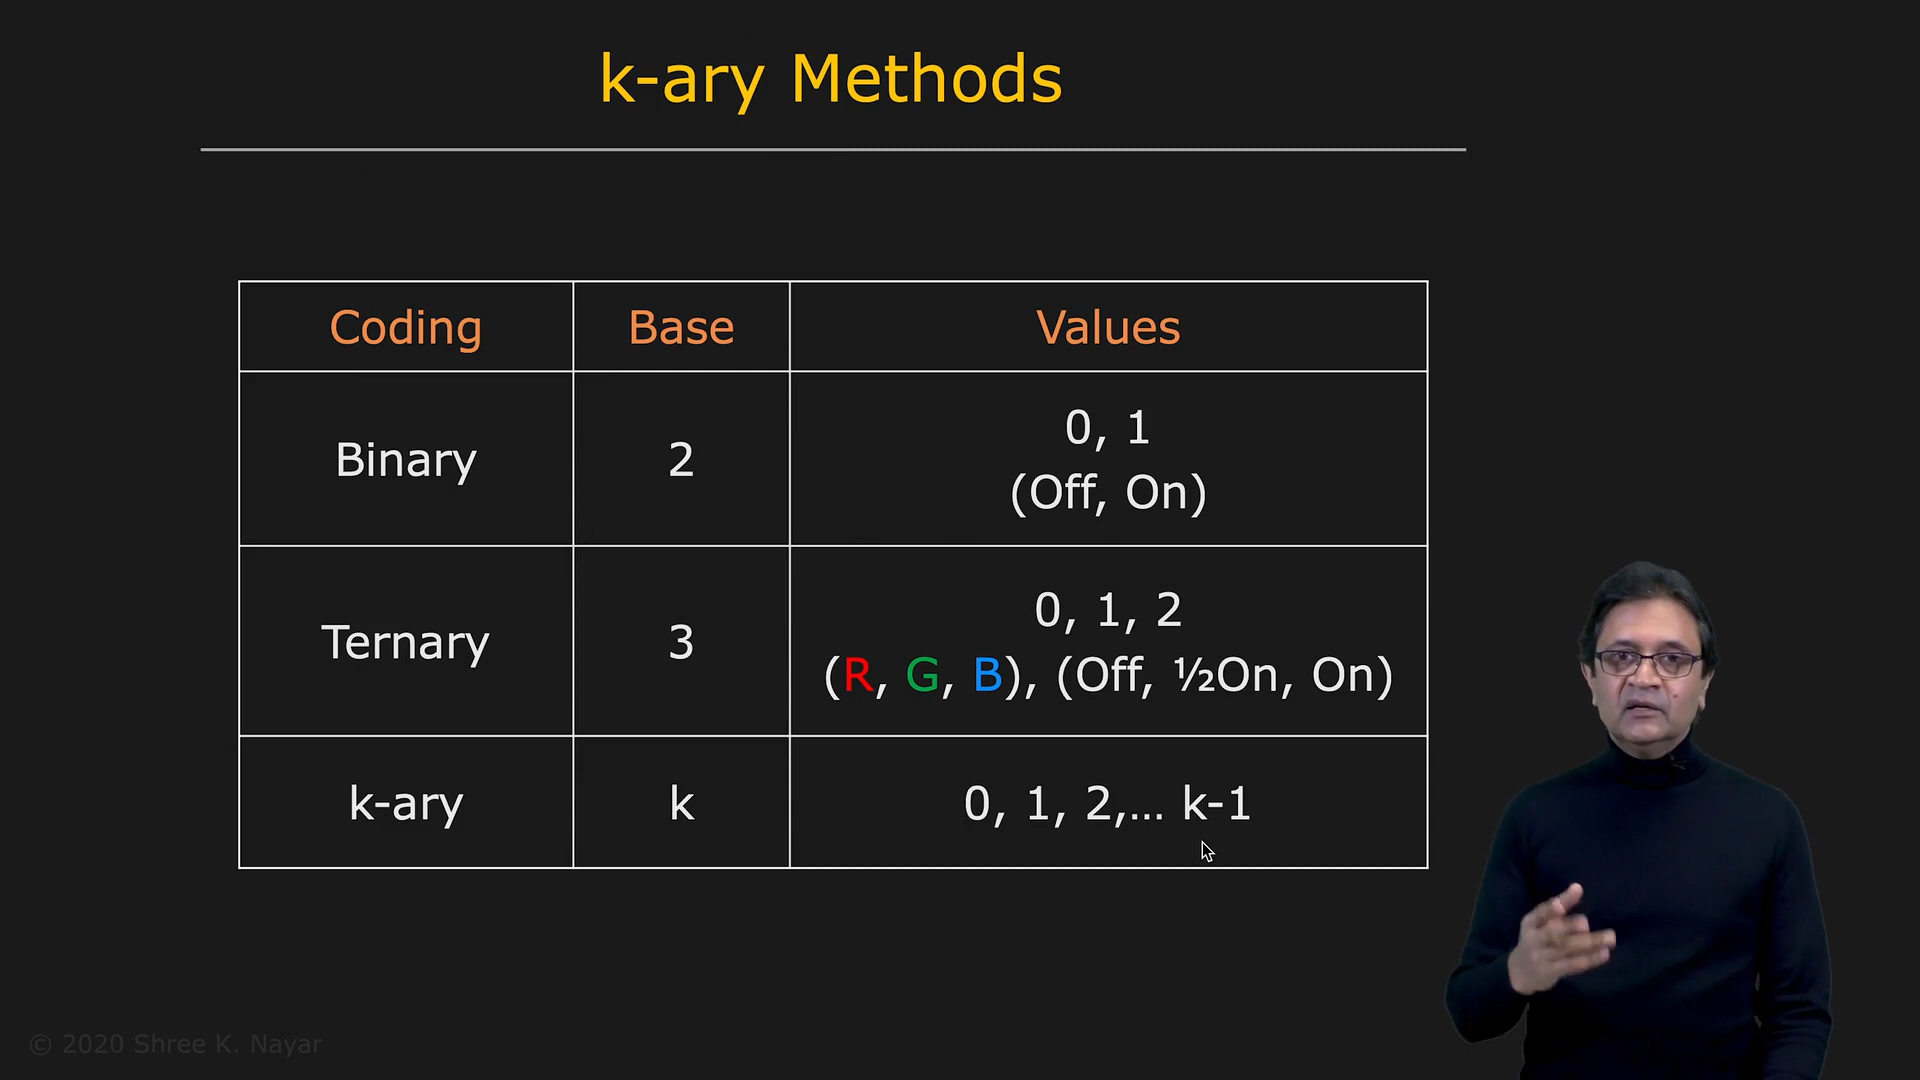 k-ary Methods
Coding Base Values
Binary 2 0, 1
(Off, On)
Ternary 3 0, 1, 2
(R, G, B), (Off, ½On, On)
k-ary k 0, 1, 2,... k-1
© 2020 Shree K. Nayar